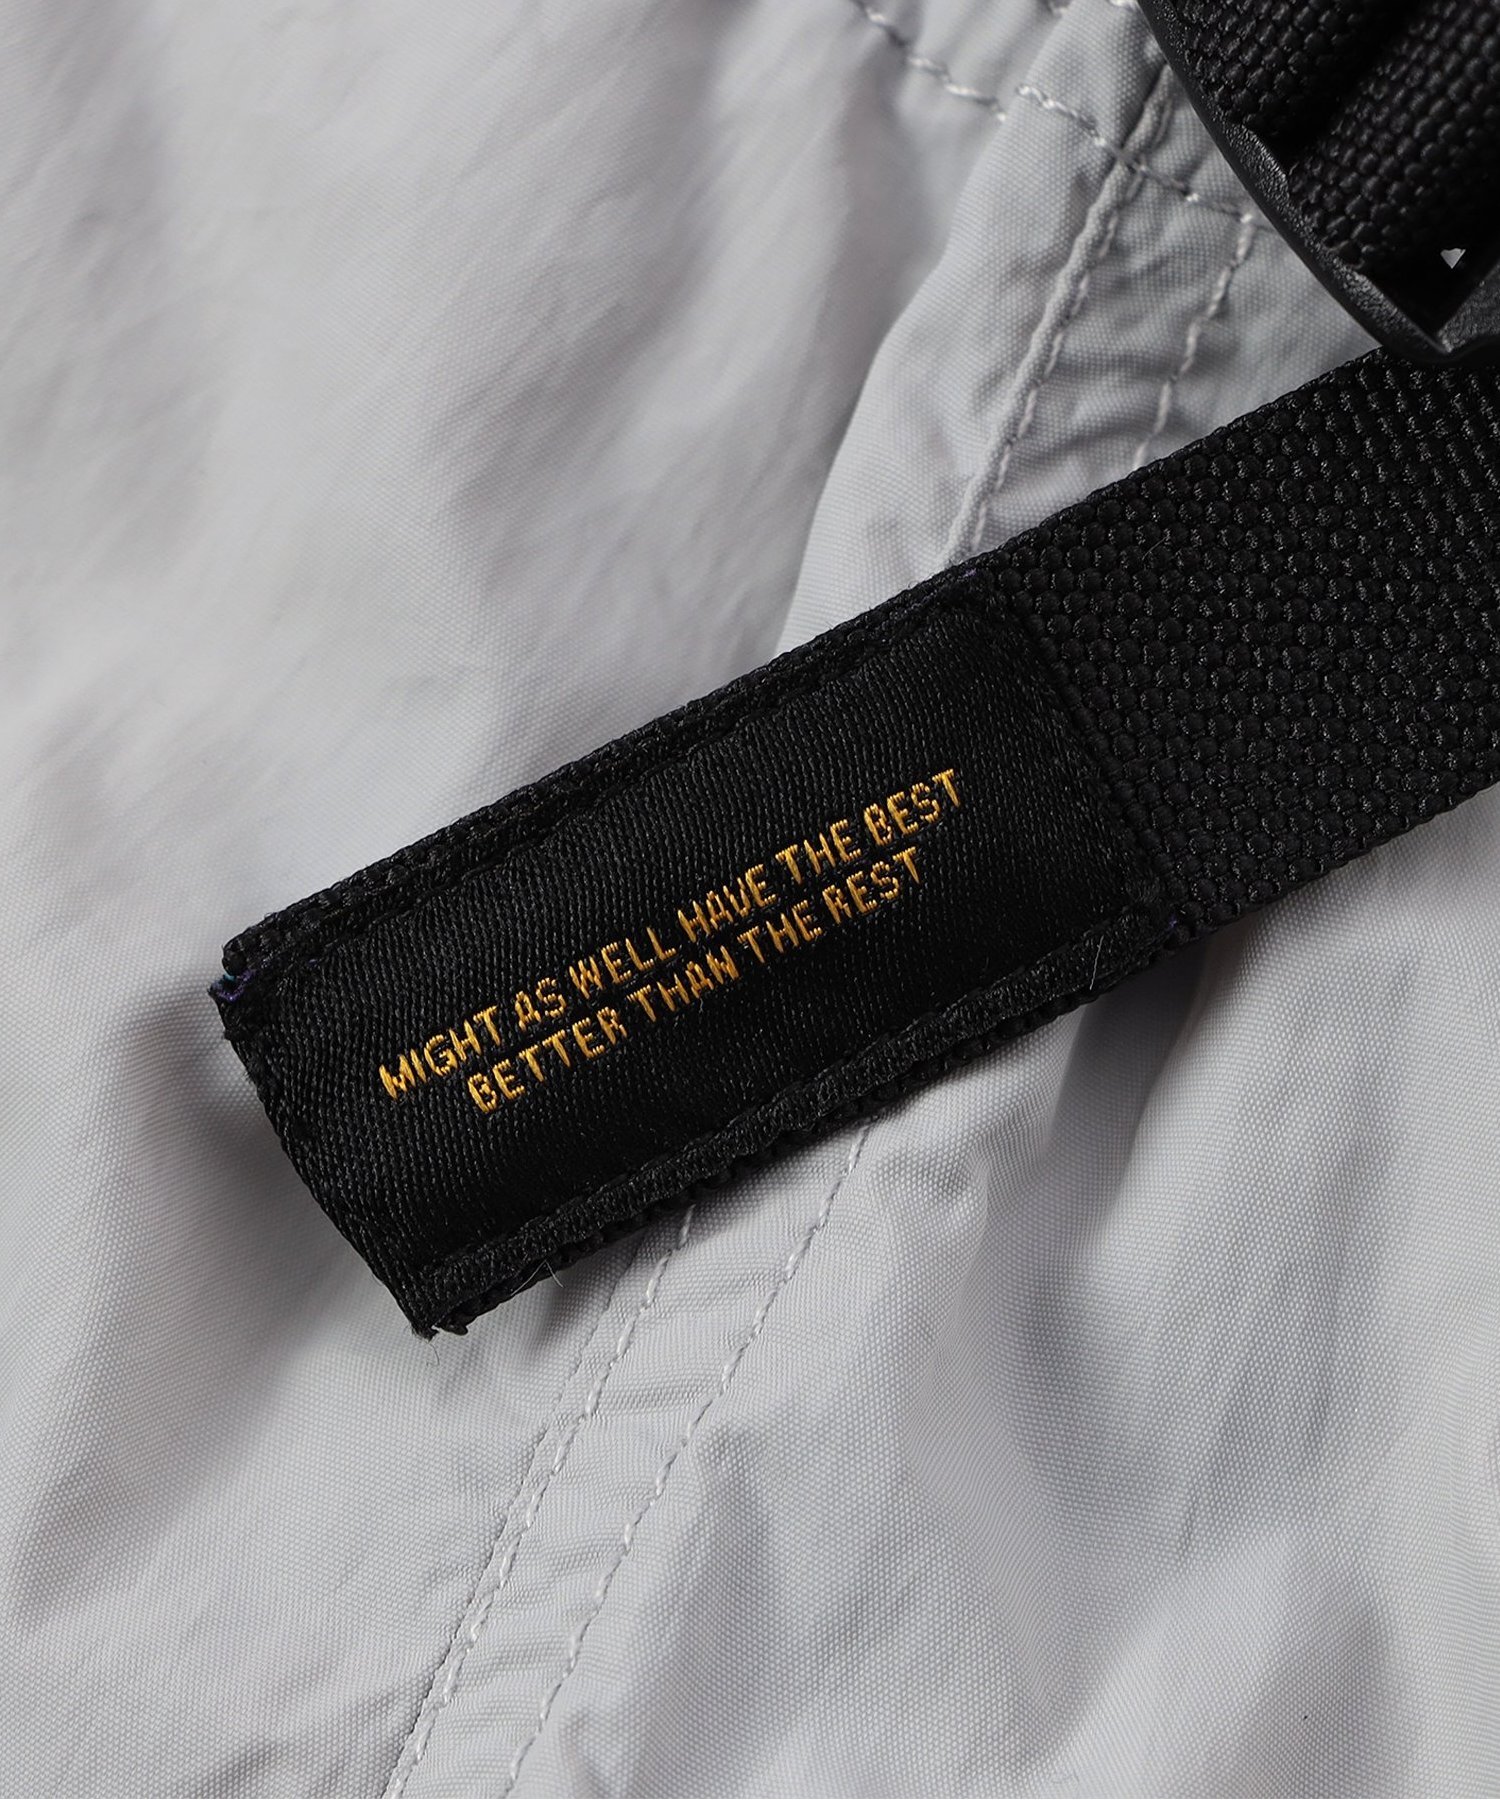 MIGHT AS WELL HAVE THE BEST
BETTER THAN THE REST